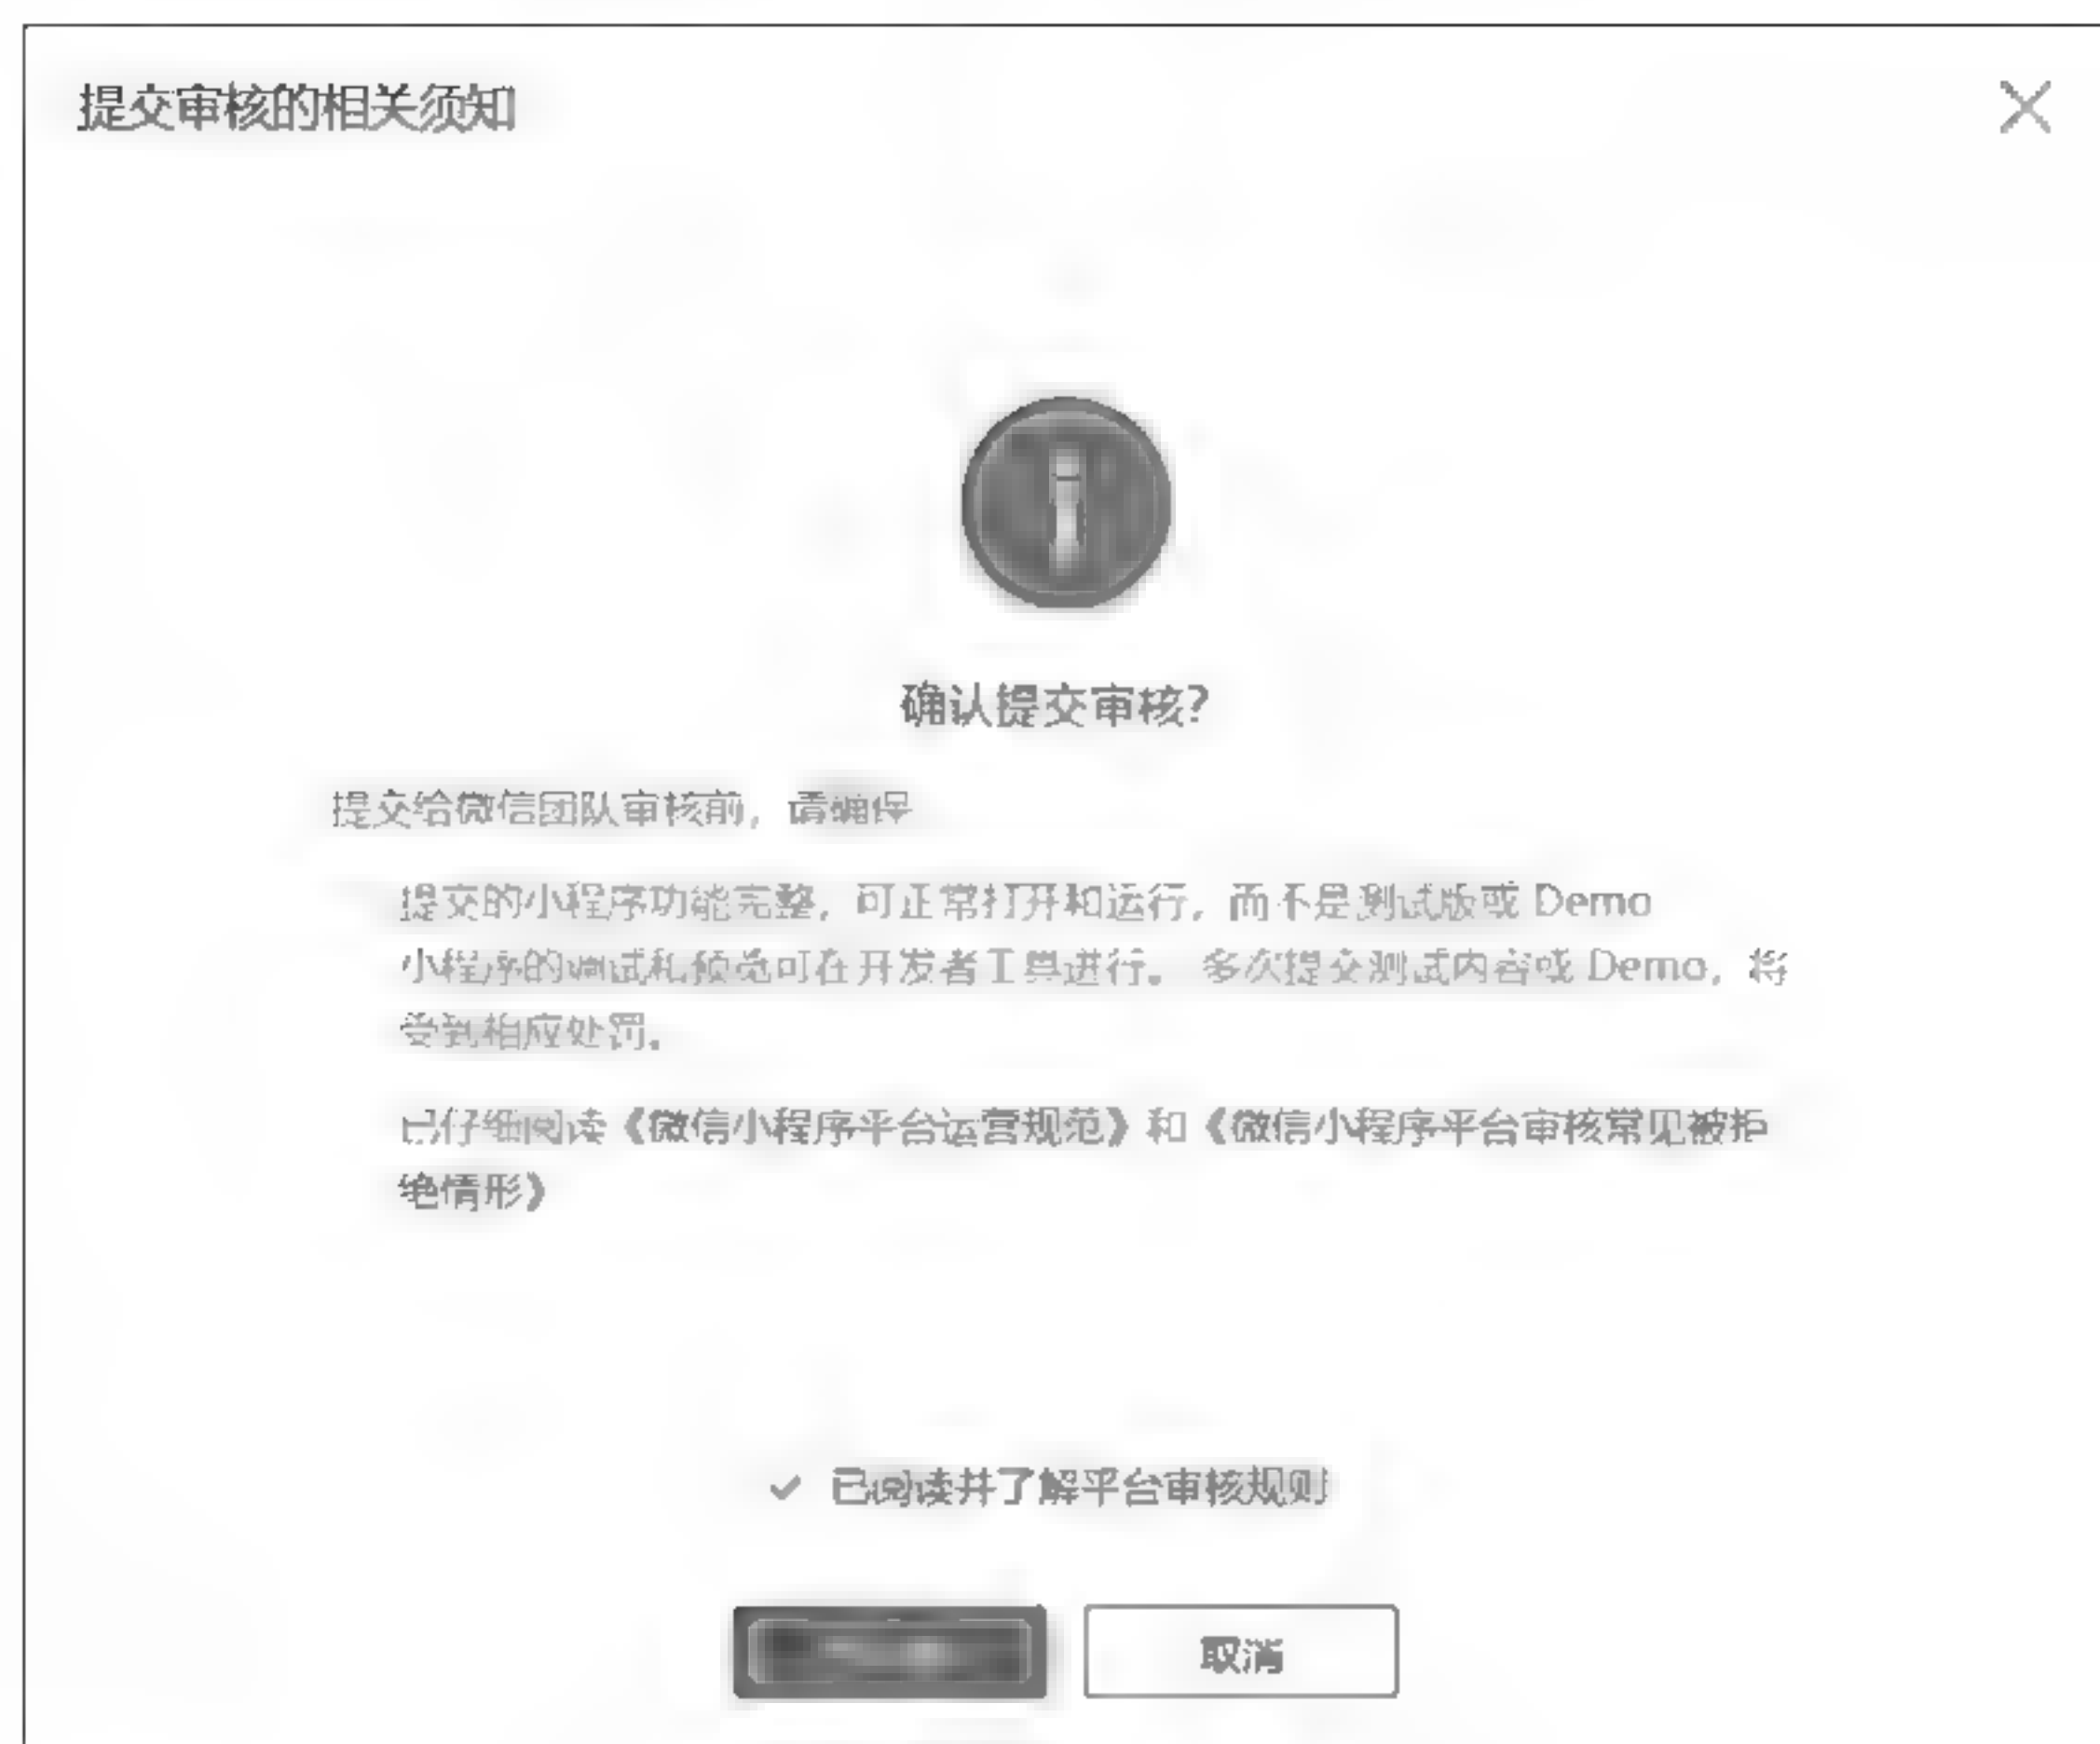 提交审核的相关须知
确认提交审核?
提交给微信团队审核前，请确保
提交的小程序功能完整，可正常打开和运行，而不是测试版或 Demo
小程序的调试和预览可在开发者工具进行。 多次提交测试内容或 Demo，将
受到相应处罚。
已仔细阅读《微信小程序平台运营规范》和《微信小程序平台审核常见被拒
绝情形》
已阅读并了解平台审核规则
取消